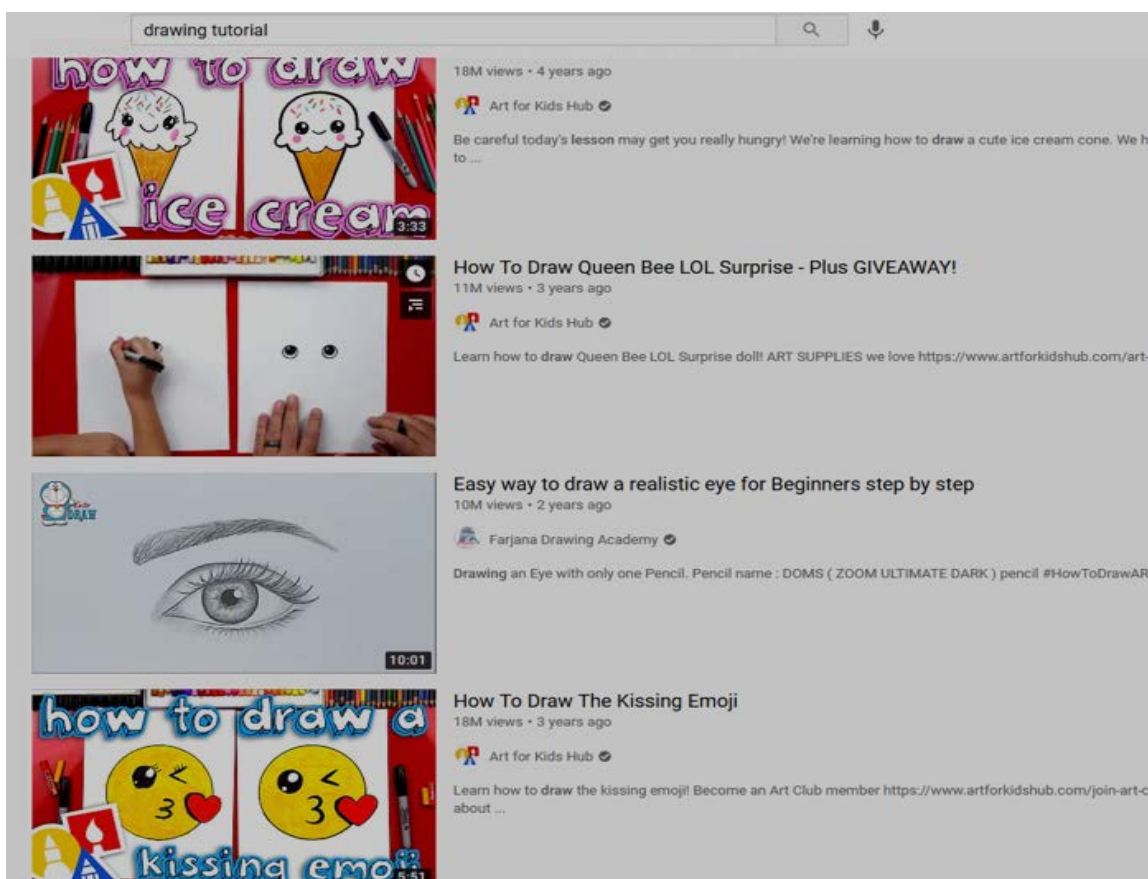 drawing tutorial
how to draw
ice cream
3:33
18M views • 4 years ago
Art for Kids Hub
Be careful today's lesson may get you really hungry! We're learning how to draw a cute ice cream cone. We h
to ...
How To Draw Queen Bee LOL Surprise - Plus GIVEAWAY!
11M views • 3 years ago
Art for Kids Hub
Learn how to draw Queen Bee LOL Surprise doll! ART SUPPLIES we love https://www.artforkidshub.com/art-
DRAW
10:01
Easy way to draw a realistic eye for Beginners step by step
10M views • 2 years ago
Farjana Drawing Academy
Drawing an Eye with only one Pencil. Pencil name : DOMS ( ZOOM ULTIMATE DARK ) pencil #HowToDrawAR
how to draw a
kissing emoji
5:51
How To Draw The Kissing Emoji
18M views • 3 years ago
Art for Kids Hub
Learn how to draw the kissing emoji! Become an Art Club member https://www.artforkidshub.com/join-art-c
about ...